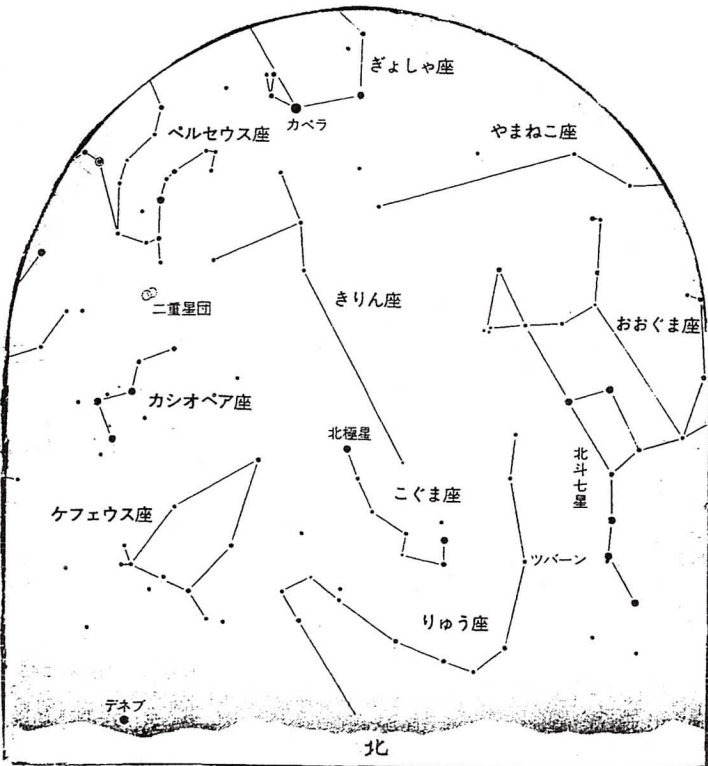 ぎょしゃ座
カペラ
ペルセウス座
やまねこ座
きりん座
二重星団
おおぐま座
カシオペア座
北極星
北斗七星
こぐま座
ケフェウス座
ツバーン
りゅう座
デネブ
北